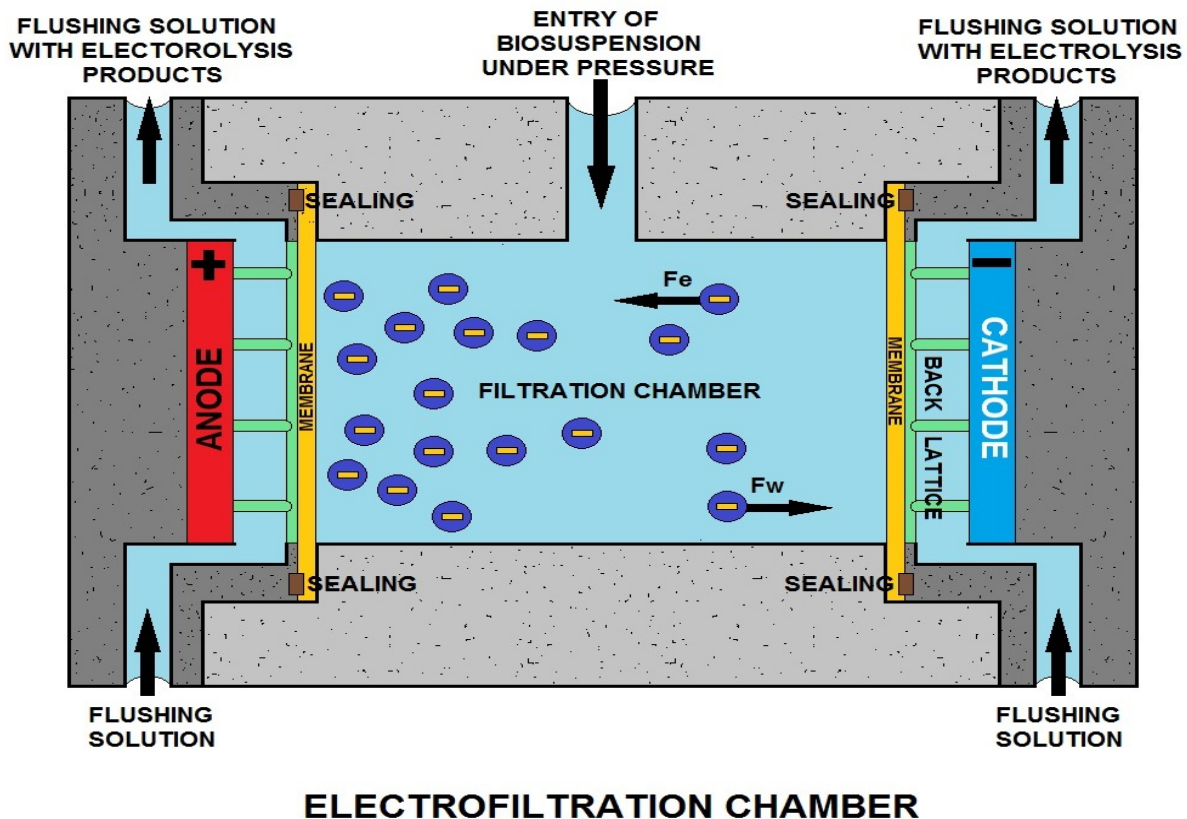 FLUSHING SOLUTION
WITH ELECTOROLYSIS
PRODUCTS
ENTRY OF
BIOSUSPENSION
UNDER PRESSURE
FLUSHING SOLUTION
WITH ELECTROLYSIS
PRODUCTS
SEALING
SEALING
+
ANODE
MEMBRANE
Fe
FILTRATION CHAMBER
Fw
MEMBRANE
BACK LATTICE
−
CATHODE
SEALING
SEALING
FLUSHING
SOLUTION
FLUSHING
SOLUTION
ELECTROFILTRATION CHAMBER